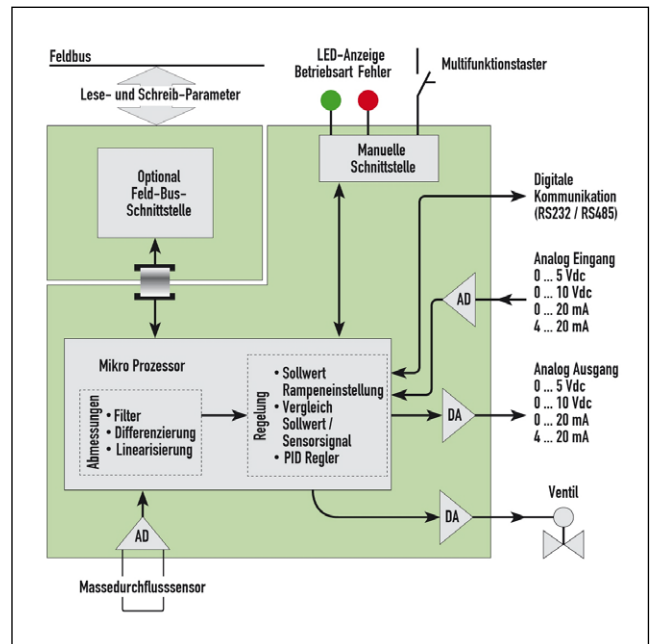 Feldbus
Lese- und Schreib-Parameter
LED-Anzeige
Betriebsart Fehler
Multifunktionstaster
Optional
Feld-Bus-
Schnittstelle
Manuelle
Schnittstelle
Digitale
Kommunikation
(RS232 / RS485)
Analog Eingang
0 ... 5 Vdc
0 ... 10 Vdc
0 ... 20 mA
4 ... 20 mA
AD
Mikro Prozessor
Abmessungen
• Filter
• Differenzierung
• Linearisierung
Regelung
• Sollwert
Rampeneinstellung
• Vergleich
Sollwert /
Sensorsignal
• PID Regler
Analog Ausgang
0 ... 5 Vdc
0 ... 10 Vdc
0 ... 20 mA
4 ... 20 mA
DA
Ventil
DA
AD
Massedurchflusssensor